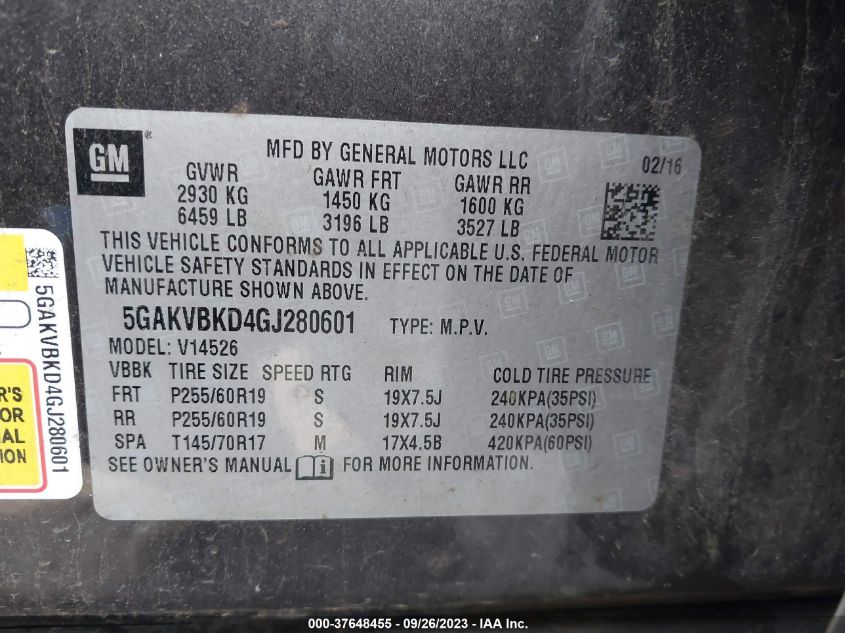 GM
MFD BY GENERAL MOTORS LLC
02/16
GVWR GAWR FRT GAWR RR
2930 KG 1450 KG 1600 KG
6459 LB 3196 LB 3527 LB
THIS VEHICLE CONFORMS TO ALL APPLICABLE U.S. FEDERAL MOTOR
VEHICLE SAFETY STANDARDS IN EFFECT ON THE DATE OF
MANUFACTURE SHOWN ABOVE.
5GAKVBKD4GJ280601 TYPE: M.P.V.
MODEL: V14526
VBBK TIRE SIZE SPEED RTG RIM COLD TIRE PRESSURE
FRT P255/60R19 S 19X7.5J 240KPA(35PSI)
RR P255/60R19 S 19X7.5J 240KPA(35PSI)
SPA T145/70R17 M 17X4.5B 420KPA(60PSI)
SEE OWNER'S MANUAL i FOR MORE INFORMATION.
5GAKVBKD4GJ280601
R'S
OR
AL
ION
000-37648455 - 09/26/2023 - IAA Inc.